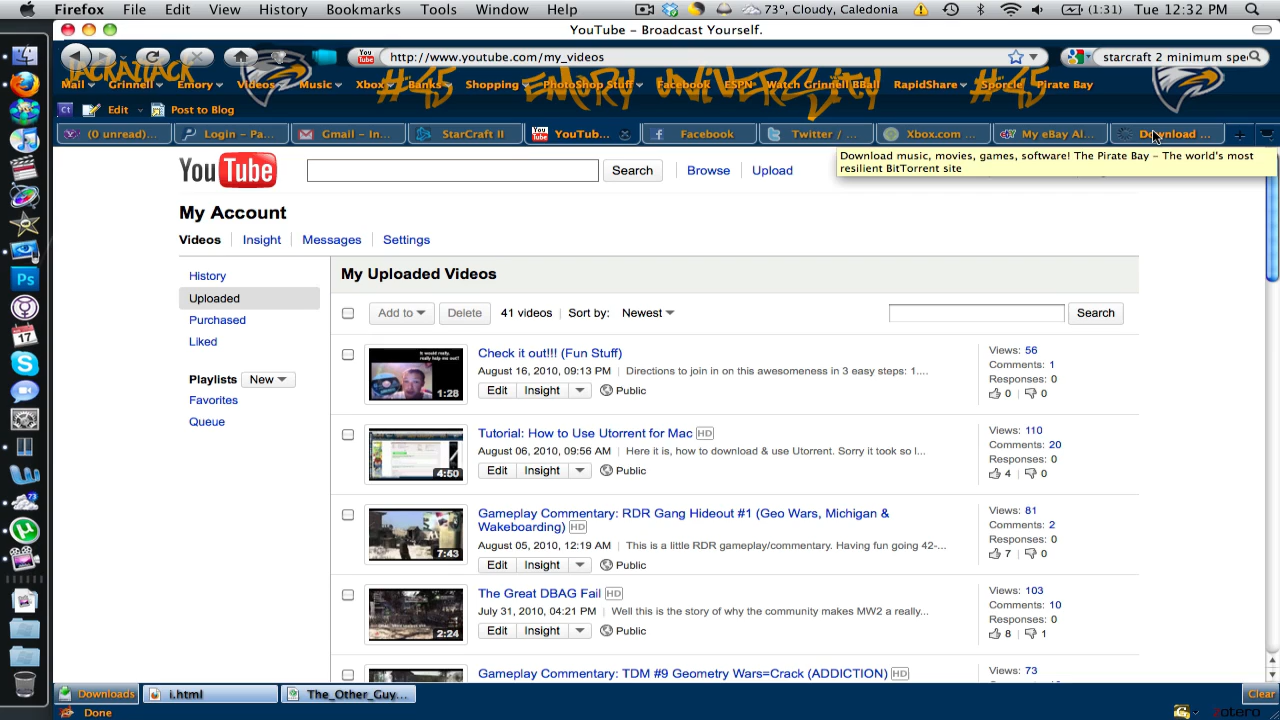 Firefox File Edit View History Bookmarks Tools Window Help 73°, Cloudy, Caledonia (1:31) Tue 12:32 PM
YouTube – Broadcast Yourself.
http://www.youtube.com/my_videos starcraft 2 minimum spe
JACKATTACK #45 EMORY UNIVERSITY #45
Mail Grinnell Emory Videos Music Xbox Banks Shopping PhotoShop Stuff Facebook ESPN Watch Grinnell BBall RapidShare Sporcle Pirate Bay
Edit Post to Blog
(0 unread)... Login – Pa... Gmail – In... StarCraft II YouTub... Facebook Twitter / ... Xbox.com ... My eBay Al... Download ...
Download music, movies, games, software! The Pirate Bay – The world's most
resilient BitTorrent site
YouTube Search Browse Upload
My Account
Videos Insight Messages Settings
History
Uploaded
Purchased
Liked
Playlists New
Favorites
Queue
My Uploaded Videos
Add to Delete 41 videos Sort by: Newest Search
It would really,
really help me out!
1:28
Check it out!!! (Fun Stuff)
August 16, 2010, 09:13 PM Directions to join in on this awesomeness in 3 easy steps: 1....
Edit Insight Public
Views: 56
Comments: 1
Responses: 0
0 0
4:50
Tutorial: How to Use Utorrent for Mac HD
August 06, 2010, 09:56 AM Here it is, how to download & use Utorrent. Sorry it took so l...
Edit Insight Public
Views: 110
Comments: 20
Responses: 0
4 0
7:43
Gameplay Commentary: RDR Gang Hideout #1 (Geo Wars, Michigan &
Wakeboarding) HD
August 05, 2010, 12:19 AM This is a little RDR gameplay/commentary. Having fun going 42-...
Edit Insight Public
Views: 81
Comments: 2
Responses: 0
7 0
2:24
The Great DBAG Fail HD
July 31, 2010, 04:21 PM Well this is the story of why the community makes MW2 a really...
Edit Insight Public
Views: 103
Comments: 10
Responses: 0
8 1
Gameplay Commentary: TDM #9 Geometry Wars=Crack (ADDICTION) HD
Views: 73
Downloads i.html The_Other_Guy... Clear
Done zotero